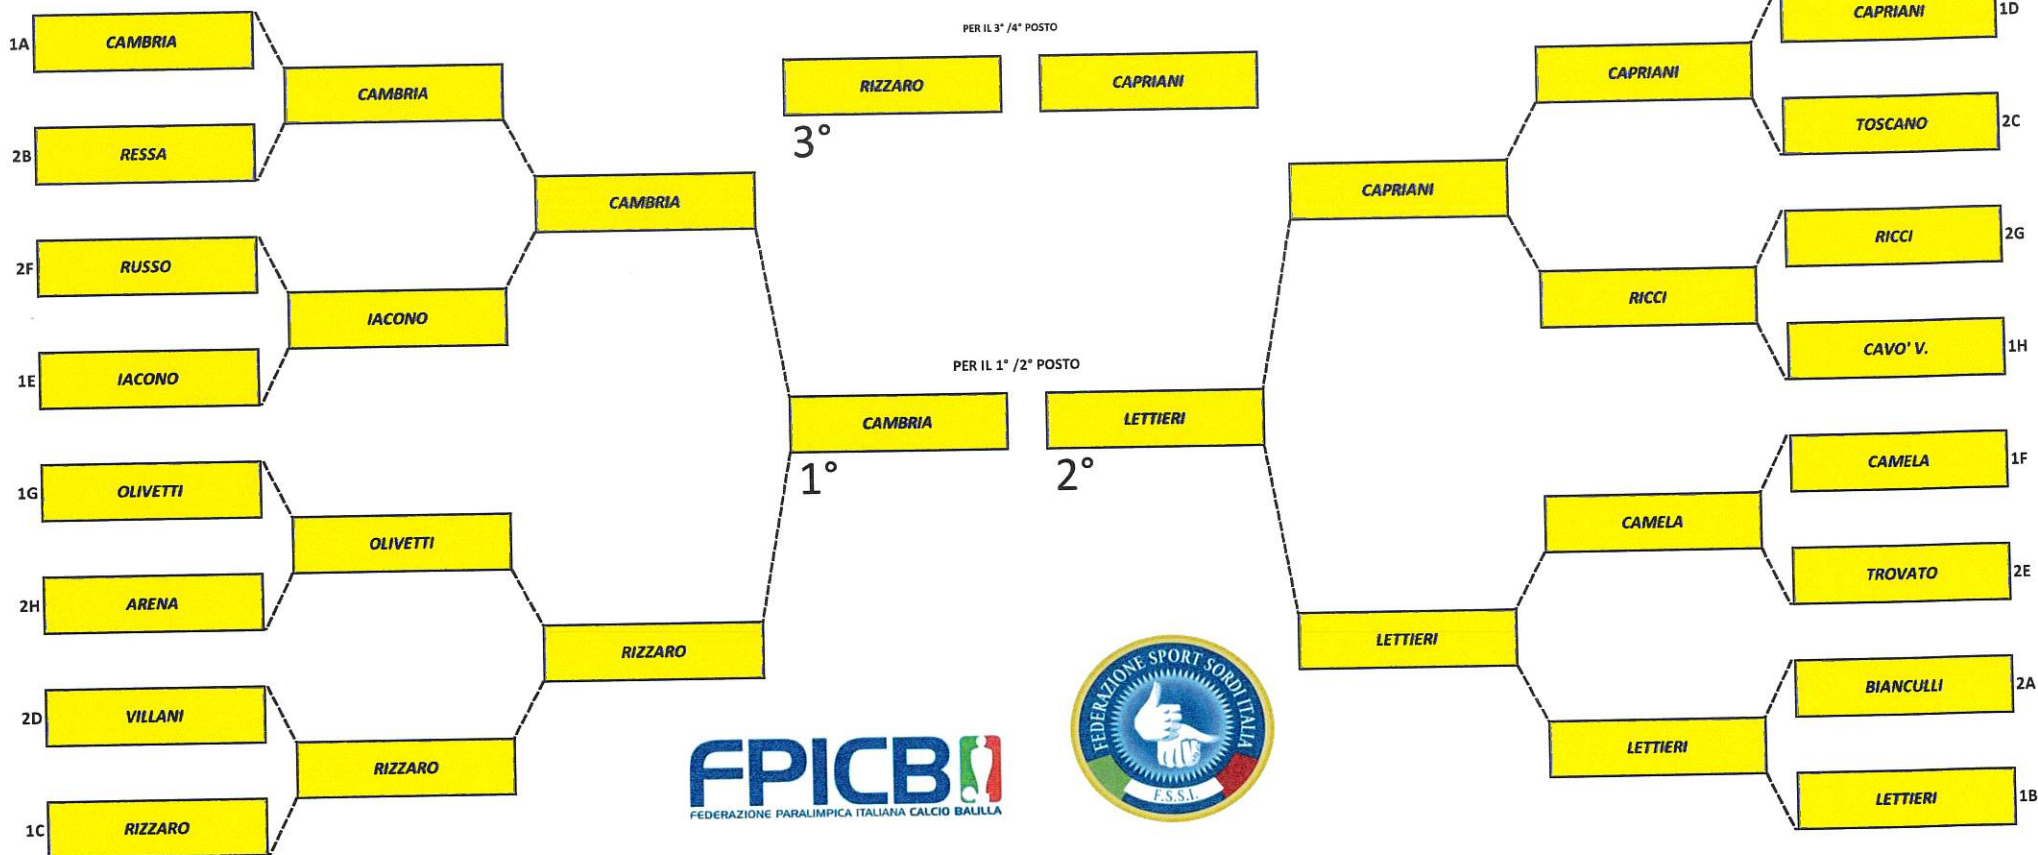 1A
CAMBRIA
2B
RESSA
2F
RUSSO
1E
IACONO
1G
OLIVETTI
2H
ARENA
2D
VILLANI
1C
RIZZARO
CAMBRIA
IACONO
OLIVETTI
RIZZARO
CAMBRIA
RIZZARO
PER IL 3° /4° POSTO
RIZZARO
CAPRIANI
3°
PER IL 1° /2° POSTO
CAMBRIA
LETTIERI
1°
2°
CAPRIANI
LETTIERI
CAPRIANI
RICCI
CAMELA
LETTIERI
CAPRIANI
1D
TOSCANO
2C
RICCI
2G
CAVO' V.
1H
CAMELA
1F
TROVATO
2E
BIANCULLI
2A
LETTIERI
1B
FPICB
FEDERAZIONE PARALIMPICA ITALIANA CALCIO BALILLA
FEDERAZIONE SPORT SORDI ITALIA
F.S.S.I.